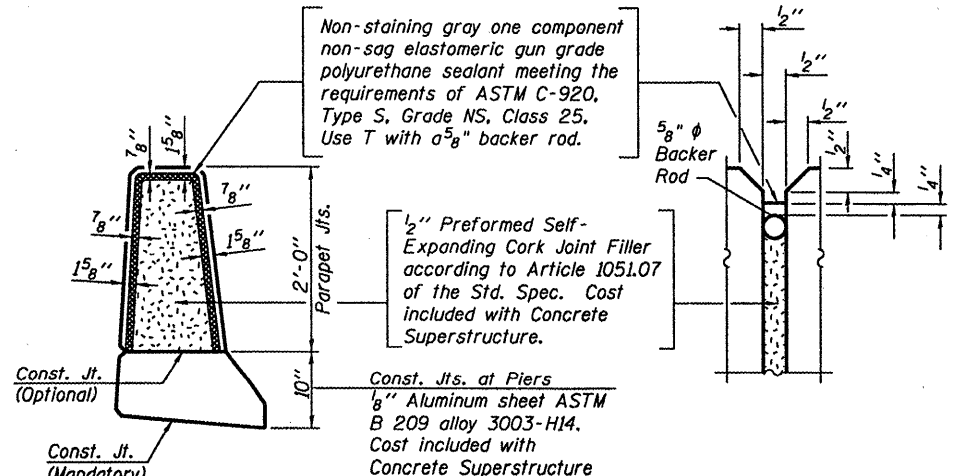 Non-staining gray one component
non-sag elastomeric gun grade
polyurethane sealant meeting the
requirements of ASTM C-920,
Type S, Grade NS, Class 25,
Use T with a 5/8" backer rod.
1/2"
1/2"
1/2"
1/2"
1/4"
1/4"
5/8" φ
Backer
Rod
7/8"
1 5/8"
7/8"
7/8"
1 5/8"
1 5/8"
2'-0"
Parapet Jts.
1/2" Preformed Self-
Expanding Cork Joint Filler
according to Article 1051.07
of the Std. Spec. Cost
included with Concrete
Superstructure.
Const. Jt.
(Optional)
10"
Const. Jts. at Piers
1/8" Aluminum sheet ASTM
B 209 alloy 3003-H14.
Cost included with
Concrete Superstructure
Const. Jt.
(Mandatory)